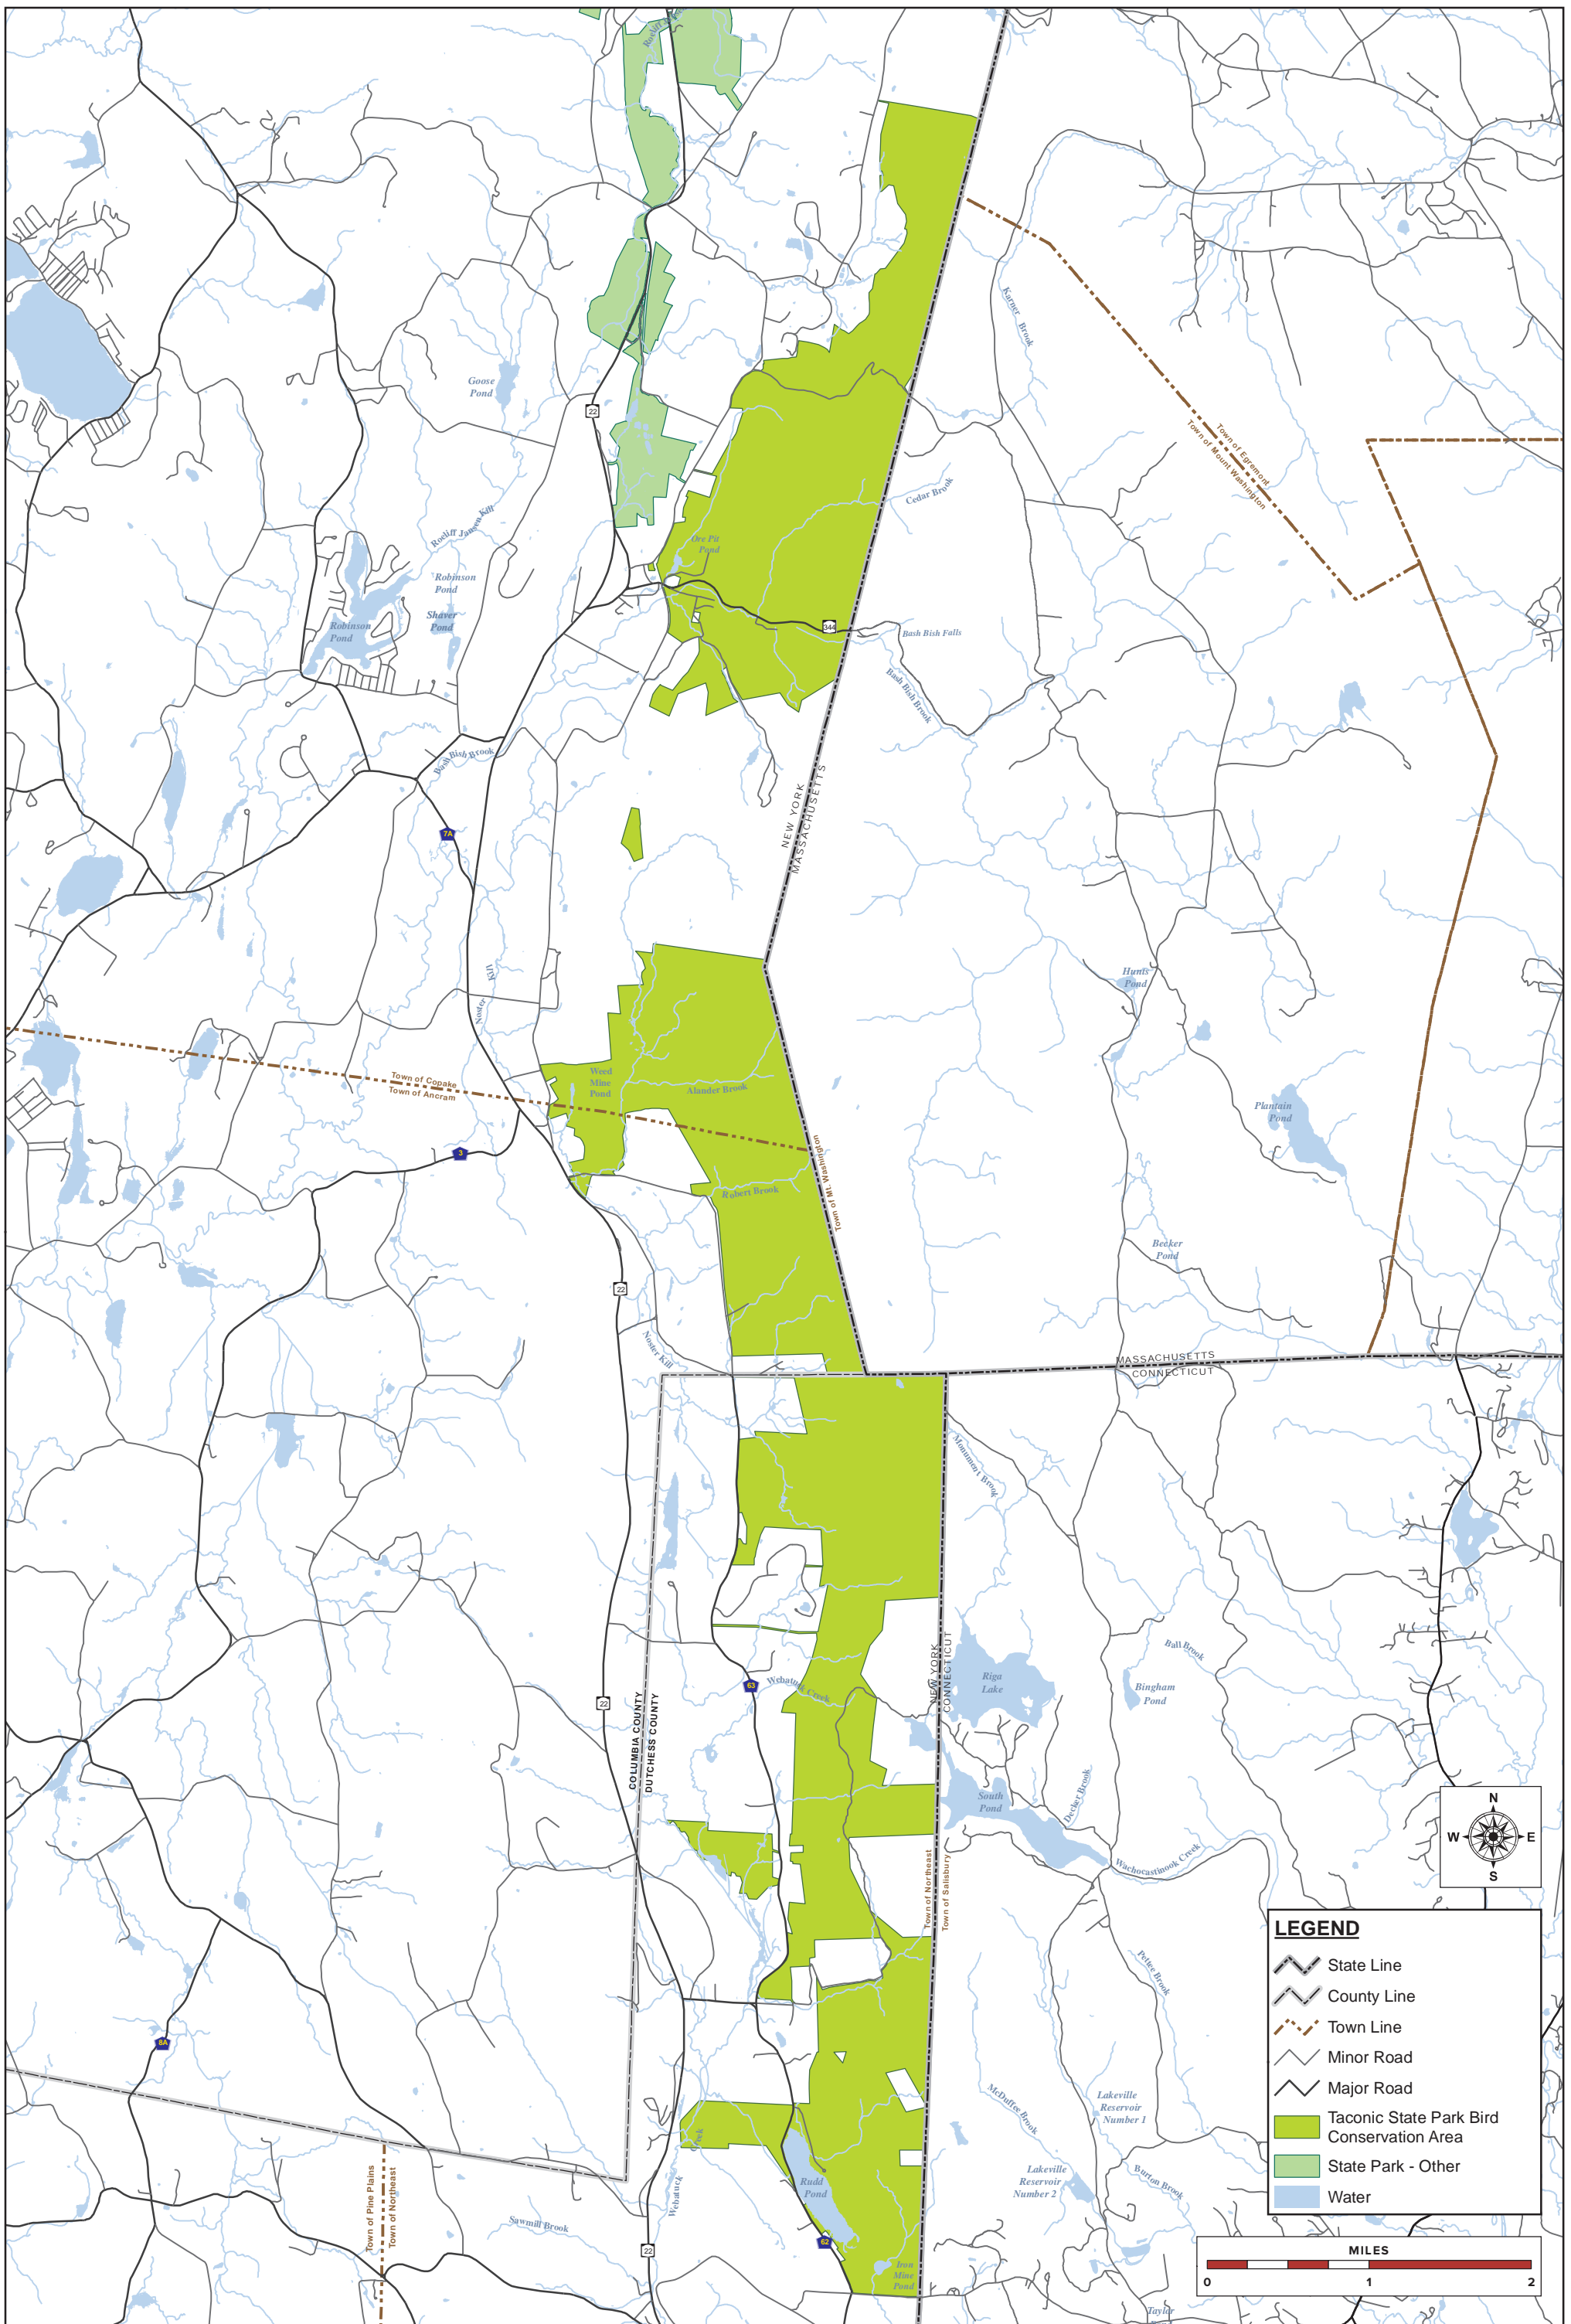 Roeliff Jansen Kill
Karner Brook
Goose
Pond
22
Town of Egremont
Town of Mount Washington
Cedar Brook
Roeliff Jansen Kill
Ore Pit
Pond
Robinson
Pond
Shaver
Pond
Robinson
Pond
344
Bash Bish Falls
Bash Bish Brook
Bash Bish Brook
NEW YORK
MASSACHUSETTS
7A
Noster Kill
Hunts
Pond
Town of Copake
Town of Ancram
Weed
Mine
Pond
Alander Brook
Plantain
Pond
3
Town of Mt. Washington
Robert Brook
Becker
Pond
22
Noster Kill
MASSACHUSETTS
CONNECTICUT
Monument Brook
NEW YORK
CONNECTICUT
Riga
Lake
Ball Brook
Bingham
Pond
63
Webatuck Creek
22
COLUMBIA COUNTY
DUTCHESS COUNTY
South
Pond
Decker Brook
Wachocastinook Creek
Town of Northeast
Town of Salisbury
N
W
E
S
LEGEND
State Line
County Line
Town Line
Minor Road
Major Road
Taconic State Park Bird
Conservation Area
State Park - Other
Water
Pettee Brook
8A
McDuffee Brook
Lakeville
Reservoir
Number 1
Lakeville
Reservoir
Number 2
Burton Brook
Town of Pine Plains
Town of Northeast
Webatuck Creek
Rudd
Pond
Sawmill Brook
22
62
Iron
Mine
Pond
MILES
0
1
2
Taylor